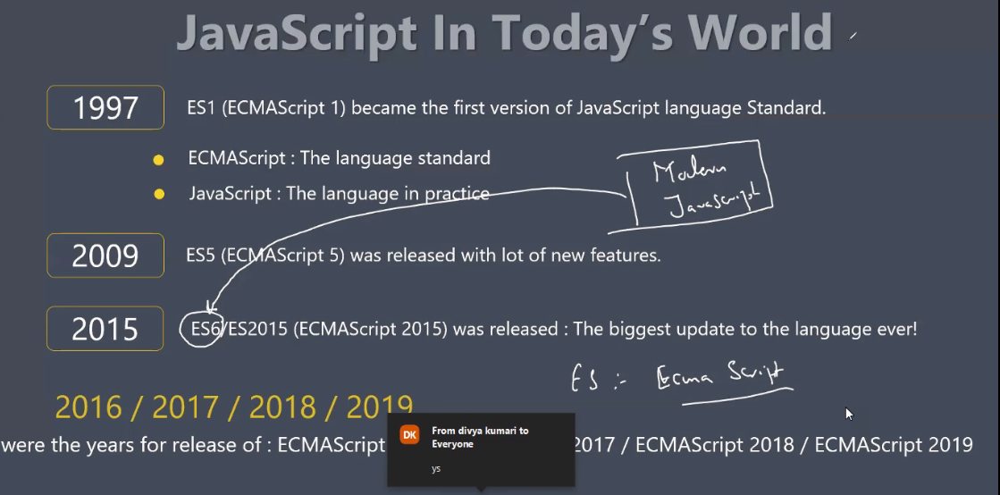 JavaScript In Today's World
1997
ES1 (ECMAScript 1) became the first version of JavaScript language Standard.
ECMAScript : The language standard
JavaScript : The language in practice
Modern
JavaScript
2009
ES5 (ECMAScript 5) was released with lot of new features.
2015
ES6/ES2015 (ECMAScript 2015) was released : The biggest update to the language ever!
ES :- Ecma Script
2016 / 2017 / 2018 / 2019
were the years for release of : ECMAScript 2017 / ECMAScript 2018 / ECMAScript 2019
DK
From divya kumari to
Everyone
ys